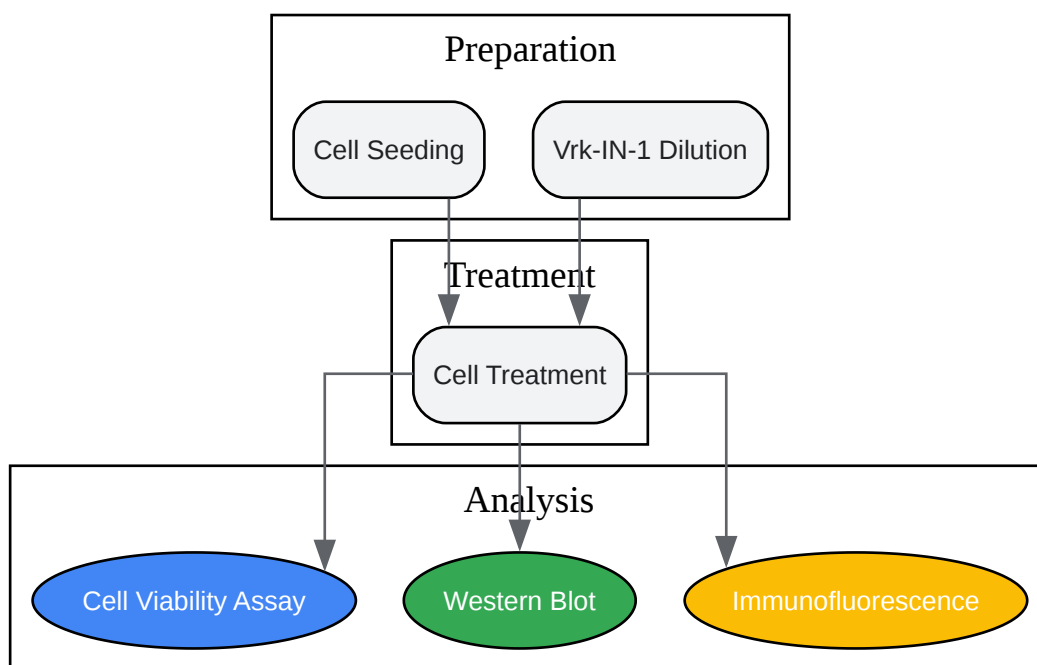 Preparation
Cell Seeding
Vrk-IN-1 Dilution
Treatment
Cell Treatment
Analysis
Cell Viability Assay
Western Blot
Immunofluorescence